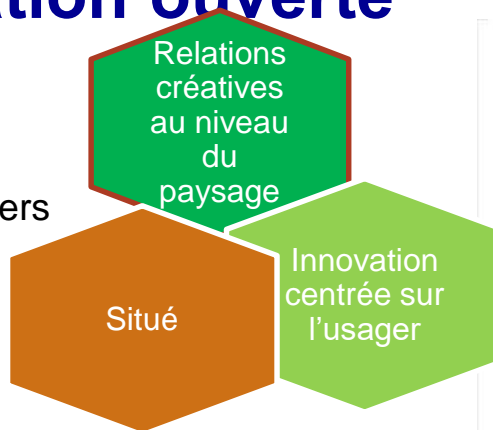 ation ouverte
Relations
créatives
au niveau
du
paysage
ers
Innovation
centrée sur
l’usager
Situé